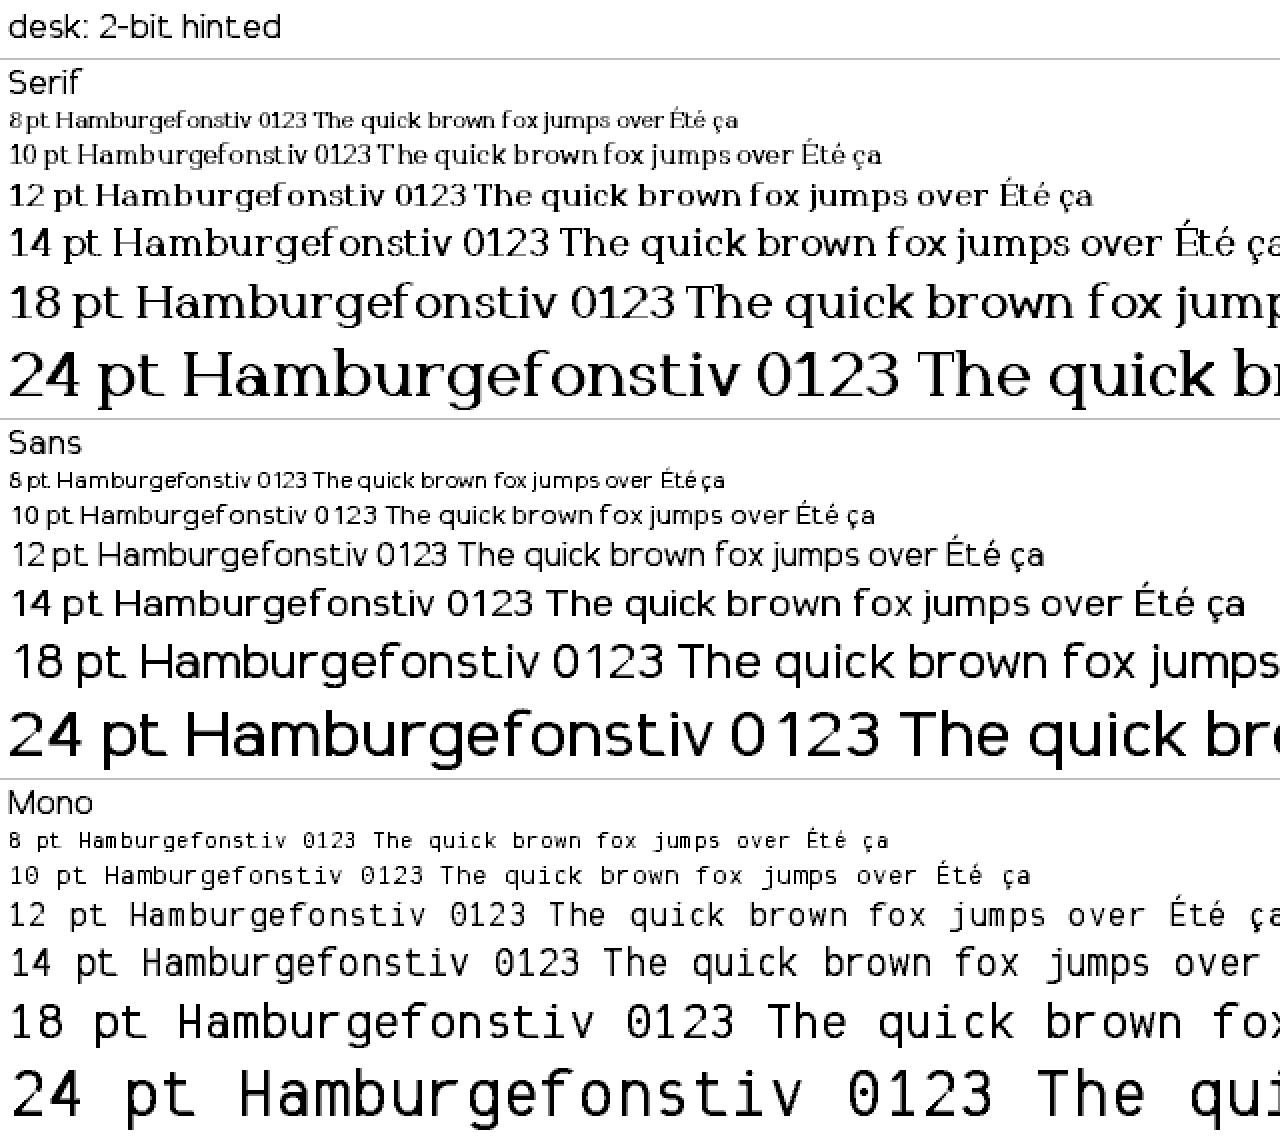 desk: 2-bit hinted
Serif
8 pt Hamburgefonstiv 0123 The quick brown fox jumps over Été ça
10 pt Hamburgefonstiv 0123 The quick brown fox jumps over Été ça
12 pt Hamburgefonstiv 0123 The quick brown fox jumps over Été ça
14 pt Hamburgefonstiv 0123 The quick brown fox jumps over Été ça
18 pt Hamburgefonstiv 0123 The quick brown fox jump
24 pt Hamburgefonstiv 0123 The quick br
Sans
8 pt Hamburgefonstiv 0123 The quick brown fox jumps over Été ça
10 pt Hamburgefonstiv 0123 The quick brown fox jumps over Été ça
12 pt Hamburgefonstiv 0123 The quick brown fox jumps over Été ça
14 pt Hamburgefonstiv 0123 The quick brown fox jumps over Été ça
18 pt Hamburgefonstiv 0123 The quick brown fox jumps
24 pt Hamburgefonstiv 0123 The quick bro
Mono
8 pt Hamburgefonstiv 0123 The quick brown fox jumps over Été ça
10 pt Hamburgefonstiv 0123 The quick brown fox jumps over Été ça
12 pt Hamburgefonstiv 0123 The quick brown fox jumps over Été ça
14 pt Hamburgefonstiv 0123 The quick brown fox jumps over
18 pt Hamburgefonstiv 0123 The quick brown fox
24 pt Hamburgefonstiv 0123 The qui